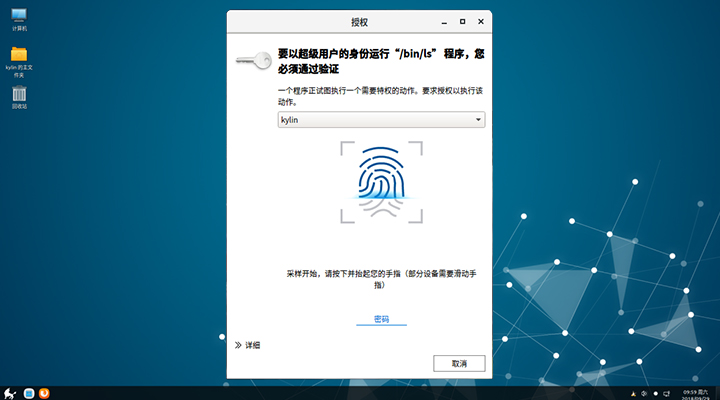 计算机
kylin 的主文
件夹
回收站
授权
要以超级用户的身份运行“/bin/ls” 程序，您
必须通过验证
一个程序正试图执行一个需要特权的动作。要求授权以执行该
动作。
kylin
采样开始，请按下并抬起您的手指（部分设备需要滑动手
指）
密码
详细
取消
09:59 周六
2018/09/29